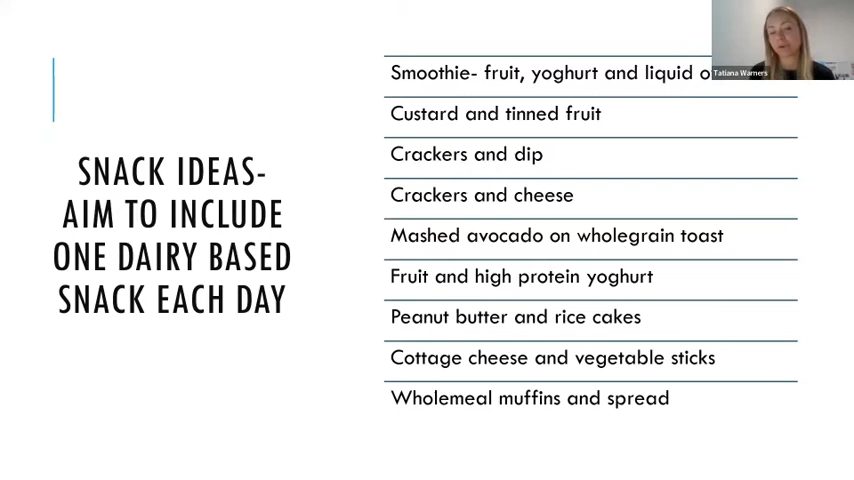 SNACK IDEAS-
AIM TO INCLUDE
ONE DAIRY BASED
SNACK EACH DAY
Smoothie- fruit, yoghurt and liquid
Custard and tinned fruit
Crackers and dip
Crackers and cheese
Mashed avocado on wholegrain toast
Fruit and high protein yoghurt
Peanut butter and rice cakes
Cottage cheese and vegetable sticks
Wholemeal muffins and spread
Tatiana Warners